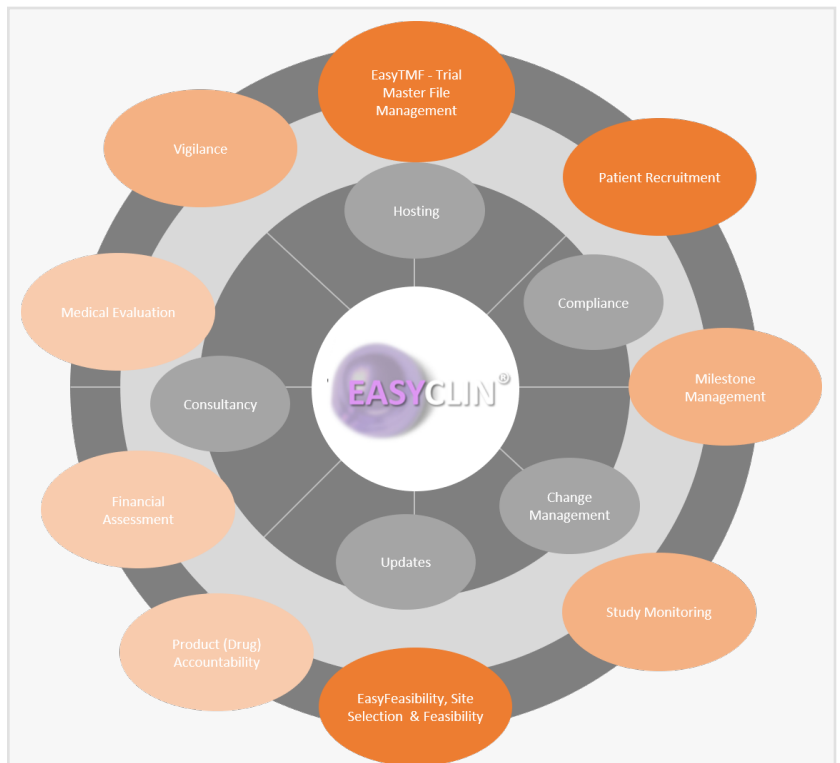 EasyTMF - Trial
Master File
Management
Vigilance
Patient Recruitment
Hosting
Compliance
Medical Evaluation
Milestone
Management
Consultancy
EASYCLIN®
Financial
Assessment
Change
Management
Updates
Study Monitoring
Product (Drug)
Accountability
EasyFeasibility, Site
Selection & Feasibility